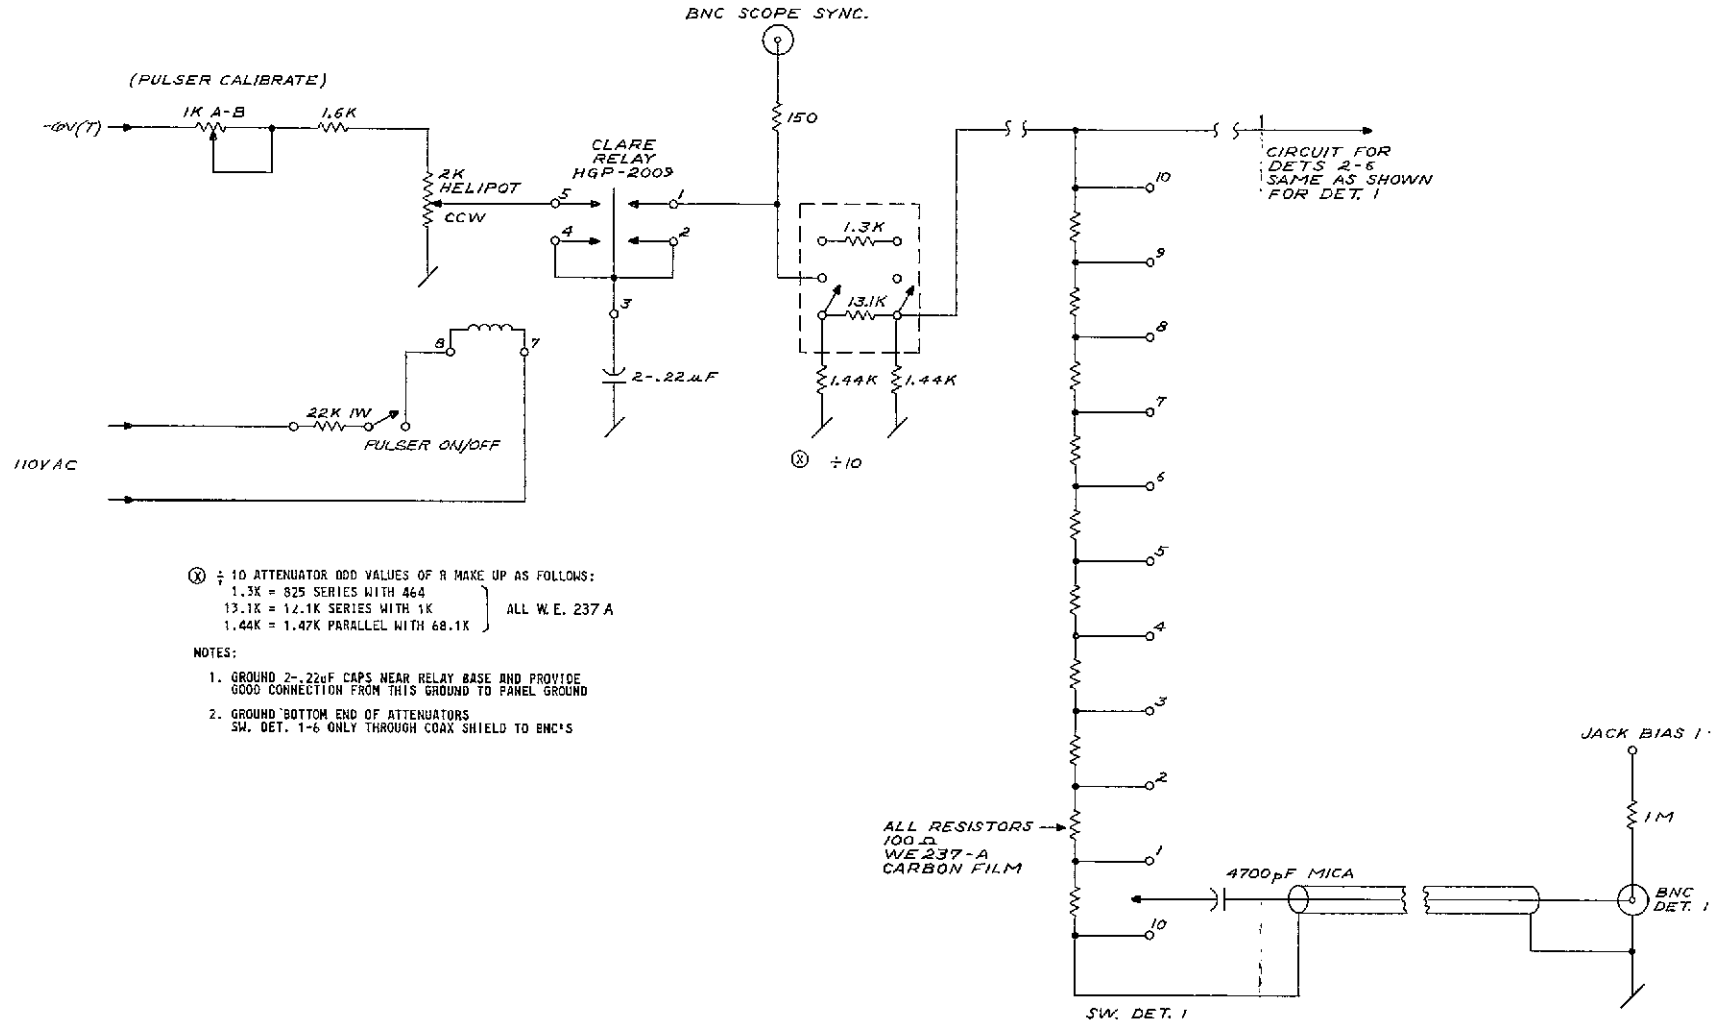 BNC SCOPE SYNC.
(PULSER CALIBRATE)
-6V(T)
1K A-B
1.6K
150
CLARE
RELAY
HGP-2009
2K
HELIPOT
CCW
5
1
4
2
3
1.3K
13.1K
1.44K
1.44K
2-.22µF
ⓧ ÷10
8
7
22K 1W
PULSER ON/OFF
110VAC
CIRCUIT FOR
DETS 2-6
SAME AS SHOWN
FOR DET. 1
10
9
8
7
6
5
4
3
2
1
10
ⓧ ÷ 10 ATTENUATOR ODD VALUES OF R MAKE UP AS FOLLOWS:
1.3K = 825 SERIES WITH 464
13.1K = 12.1K SERIES WITH 1K
1.44K = 1.47K PARALLEL WITH 68.1K
ALL W.E. 237 A
NOTES:
1. GROUND 2-.22uF CAPS NEAR RELAY BASE AND PROVIDE
GOOD CONNECTION FROM THIS GROUND TO PANEL GROUND
2. GROUND BOTTOM END OF ATTENUATORS
SW. DET. 1-6 ONLY THROUGH COAX SHIELD TO BNC'S
ALL RESISTORS
100 Ω
WE 237-A
CARBON FILM
4700pF MICA
JACK BIAS 1
1M
BNC
DET. 1
SW. DET. 1